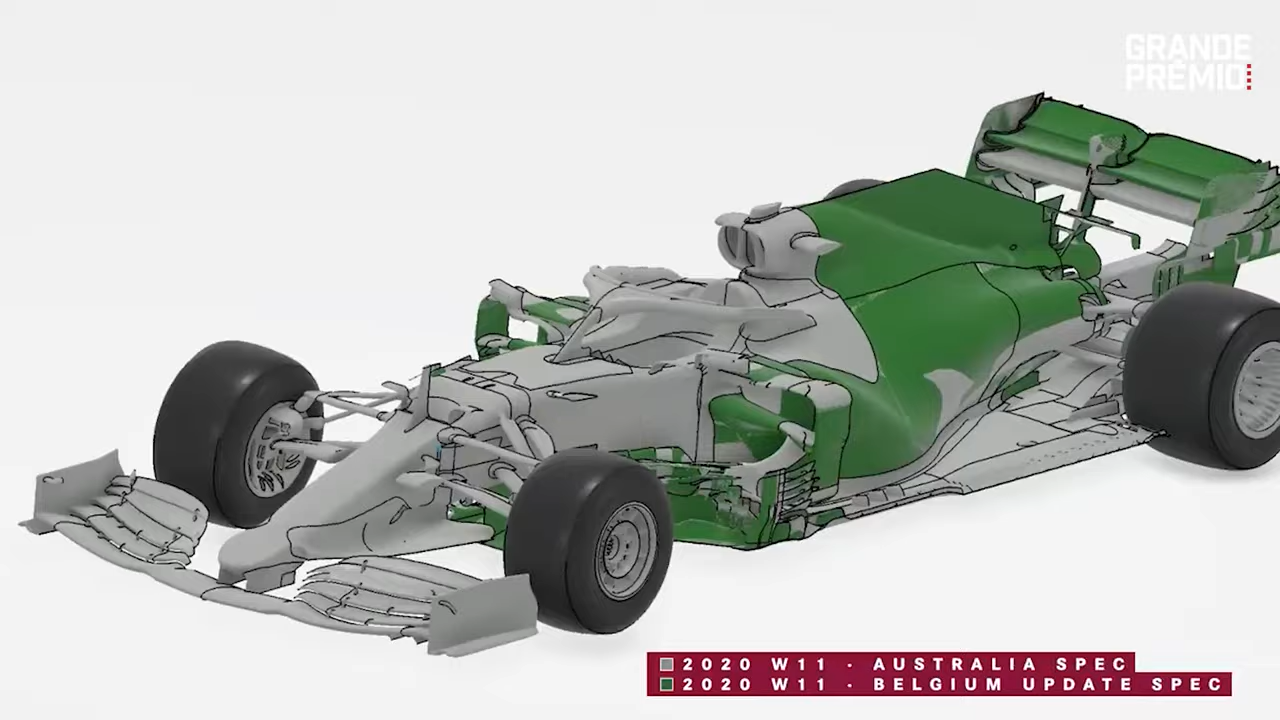 GRANDE
PRÊMIO
2020 W11 - AUSTRALIA SPEC
2020 W11 - BELGIUM UPDATE SPEC